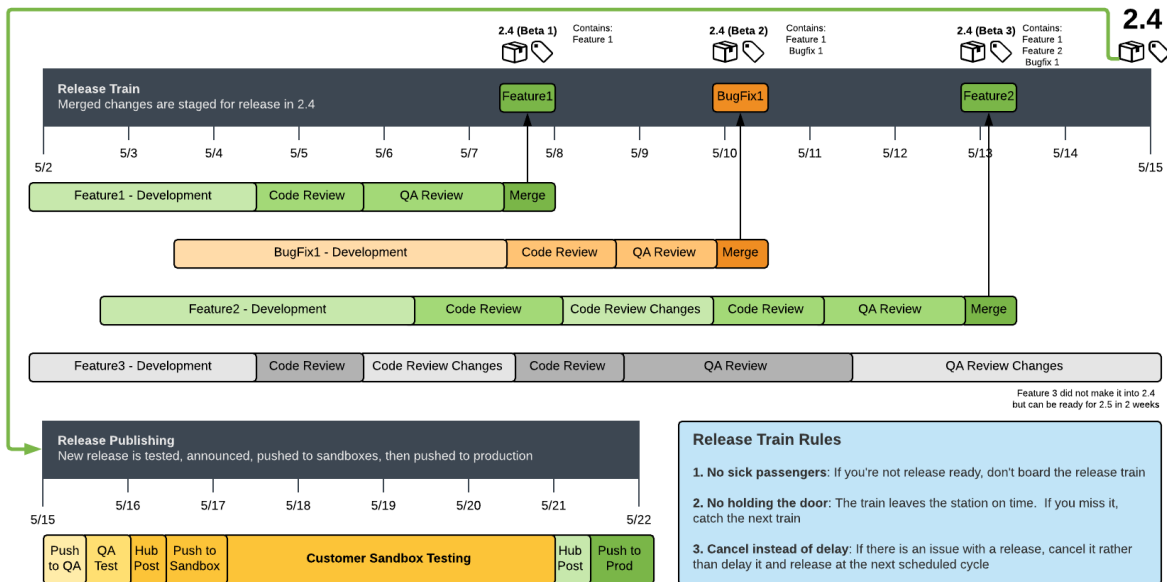 2.4
2.4 (Beta 1)
Contains:
Feature 1
2.4 (Beta 2)
Contains:
Feature 1
Bugfix 1
2.4 (Beta 3)
Contains:
Feature 1
Feature 2
Bugfix 1
Release Train
Merged changes are staged for release in 2.4
Feature1
BugFix1
Feature2
5/2
5/3
5/4
5/5
5/6
5/7
5/8
5/9
5/10
5/11
5/12
5/13
5/14
5/15
Feature1 - Development
Code Review
QA Review
Merge
BugFix1 - Development
Code Review
QA Review
Merge
Feature2 - Development
Code Review
Code Review Changes
Code Review
QA Review
Merge
Feature3 - Development
Code Review
Code Review Changes
Code Review
QA Review
QA Review Changes
Feature 3 did not make it into 2.4
but can be ready for 2.5 in 2 weeks
Release Publishing
New release is tested, announced, pushed to sandboxes, then pushed to production
5/15
5/16
5/17
5/18
5/19
5/20
5/21
5/22
Push
to QA
QA
Test
Hub
Post
Push to
Sandbox
Customer Sandbox Testing
Hub
Post
Push to
Prod
Release Train Rules
1. No sick passengers: If you're not release ready, don't board the release train
2. No holding the door: The train leaves the station on time. If you miss it,
catch the next train
3. Cancel instead of delay: If there is an issue with a release, cancel it rather
than delay it and release at the next scheduled cycle